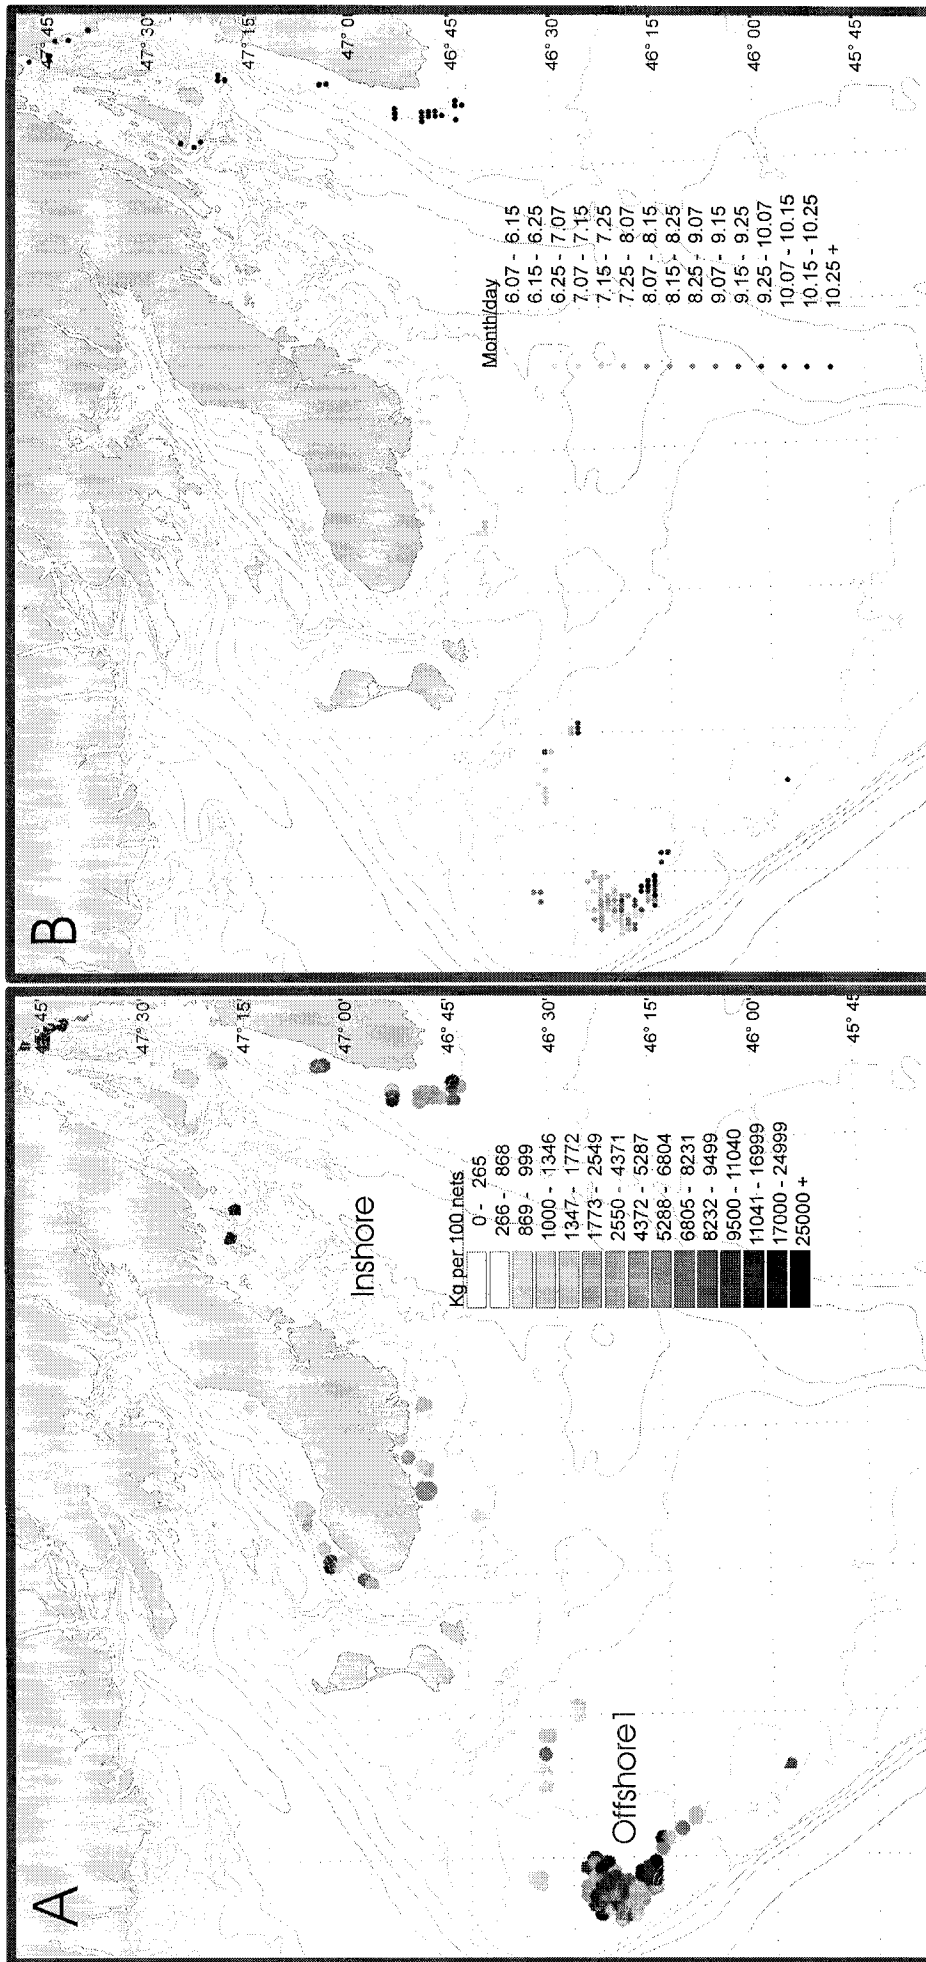 A
47° 45'
47° 30'
47° 15'
47° 00'
46° 45'
46° 30'
46° 15'
46° 00'
45° 45'
Inshore
Offshore1
Kg per 100 nets
0 - 265
266 - 868
869 - 999
1000 - 1346
1347 - 1772
1773 - 2549
2550 - 4371
4372 - 5287
5288 - 6804
6805 - 8231
8232 - 9499
9500 - 11040
11041 - 16999
17000 - 24999
25000 +
B
47° 45'
47° 30'
47° 15'
47° 00'
46° 45'
46° 30'
46° 15'
46° 00'
45° 45'
Month/day
6.07 - 6.15
6.15 - 6.25
6.25 - 7.07
7.07 - 7.15
7.15 - 7.25
7.25 - 8.07
8.07 - 8.15
8.15 - 8.25
8.25 - 9.07
9.07 - 9.15
9.15 - 9.25
9.25 - 10.07
10.07 - 10.15
10.15 - 10.25
10.25 +